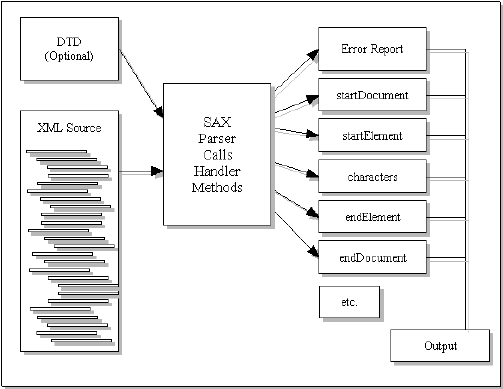 DTD
(Optional)
XML Source
SAX
Parser
Calls
Handler
Methods
Error Report
startDocument
startElement
characters
endElement
endDocument
etc.
Output